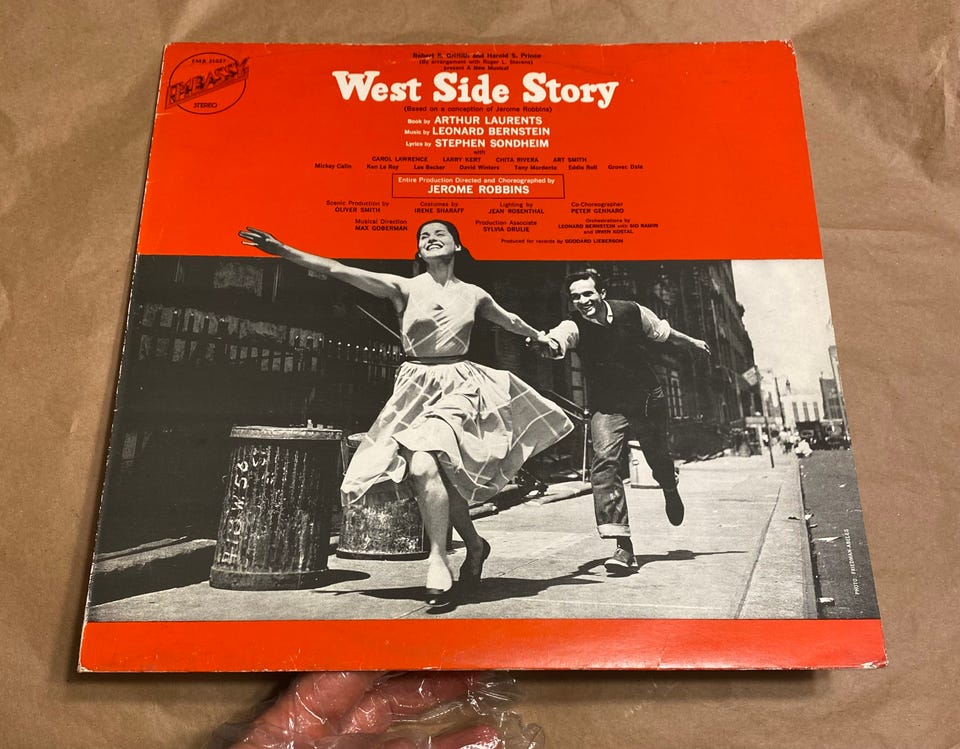 EMB 31057
EMBASSY
STEREO
Robert E. Griffith and Harold S. Prince
(By arrangement with Roger L. Stevens)
present A New Musical
West Side Story
(Based on a conception of Jerome Robbins)
Book by ARTHUR LAURENTS
Music by LEONARD BERNSTEIN
Lyrics by STEPHEN SONDHEIM
with
CAROL LAWRENCE LARRY KERT CHITA RIVERA ART SMITH
Mickey Calin Ken Le Roy Lee Becker David Winters Tony Mordente Eddie Roll Grover Dale
Entire Production Directed and Choreographed by
JEROME ROBBINS
Scenic Production by Costumes by Lighting by Co-Choreographer
OLIVER SMITH IRENE SHARAFF JEAN ROSENTHAL PETER GENNARO
Musical Direction
MAX GOBERMAN
Production Associate
SYLVIA DRULIE
Orchestrations by
LEONARD BERNSTEIN with SID RAMIN
and IRWIN KOSTAL
Produced for records by GODDARD LIEBERSON
PHOTO: FRIEDMAN-ABELES